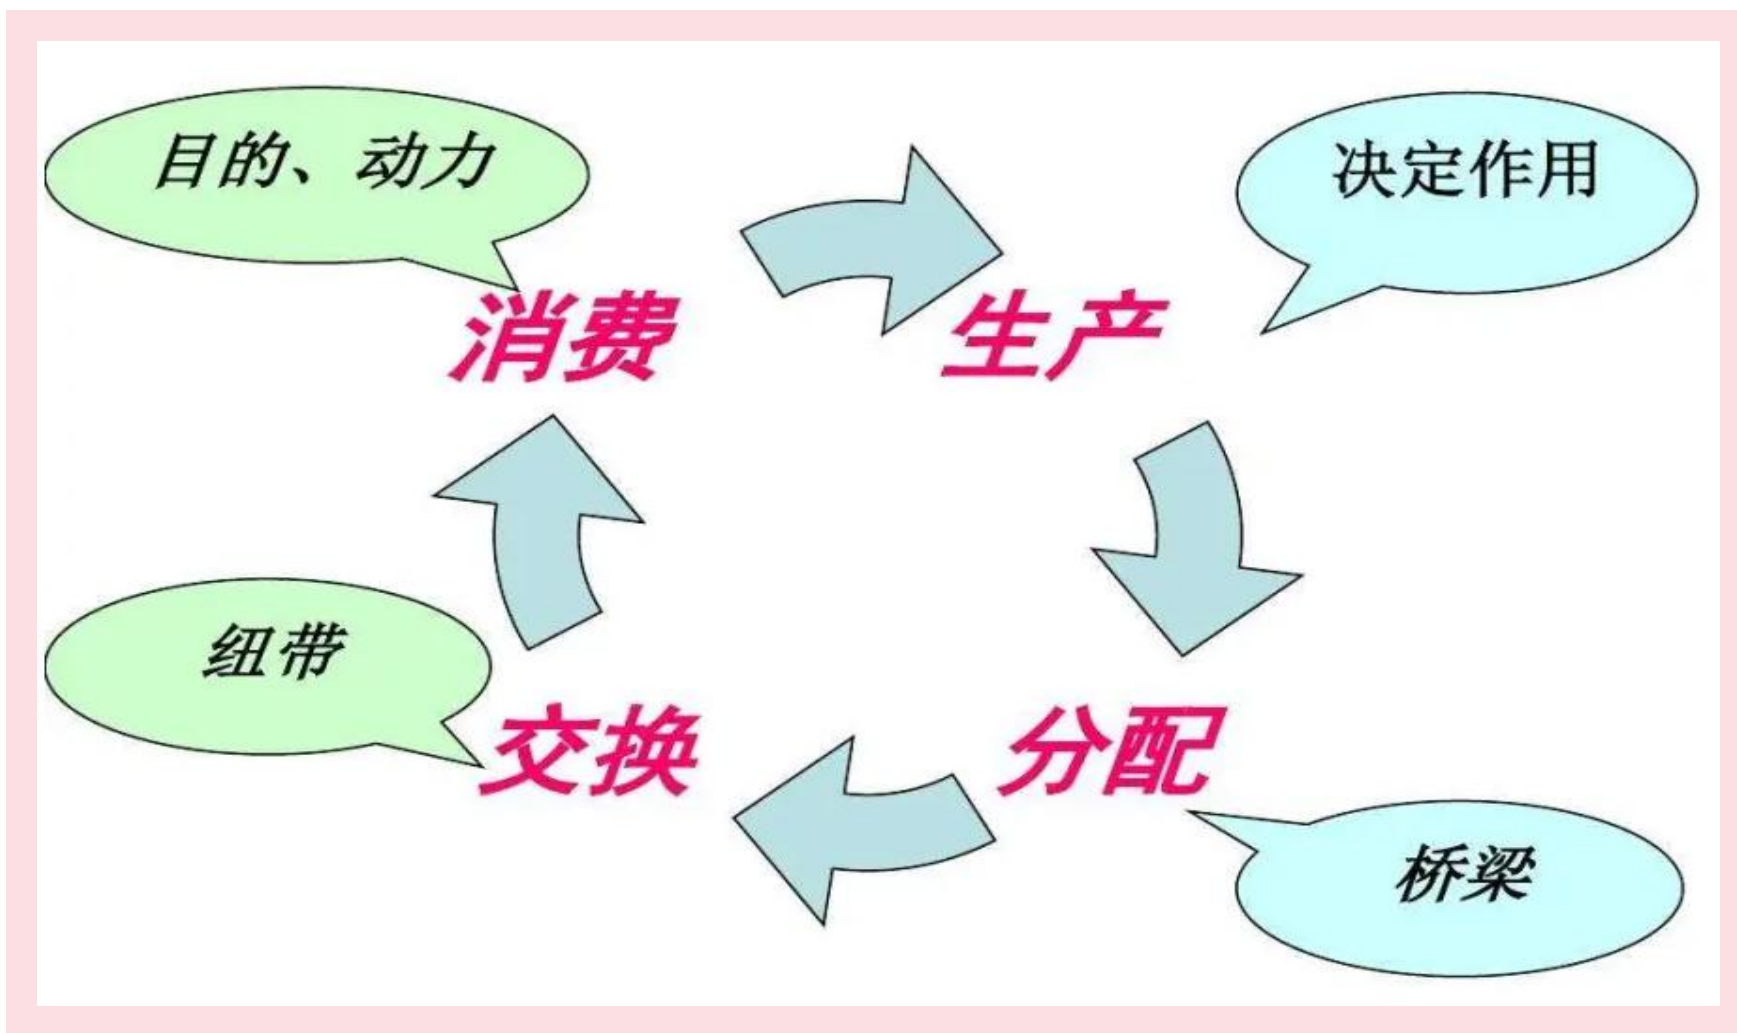 目的、动力
决定作用
消费
生产
纽带
交换
分配
桥梁